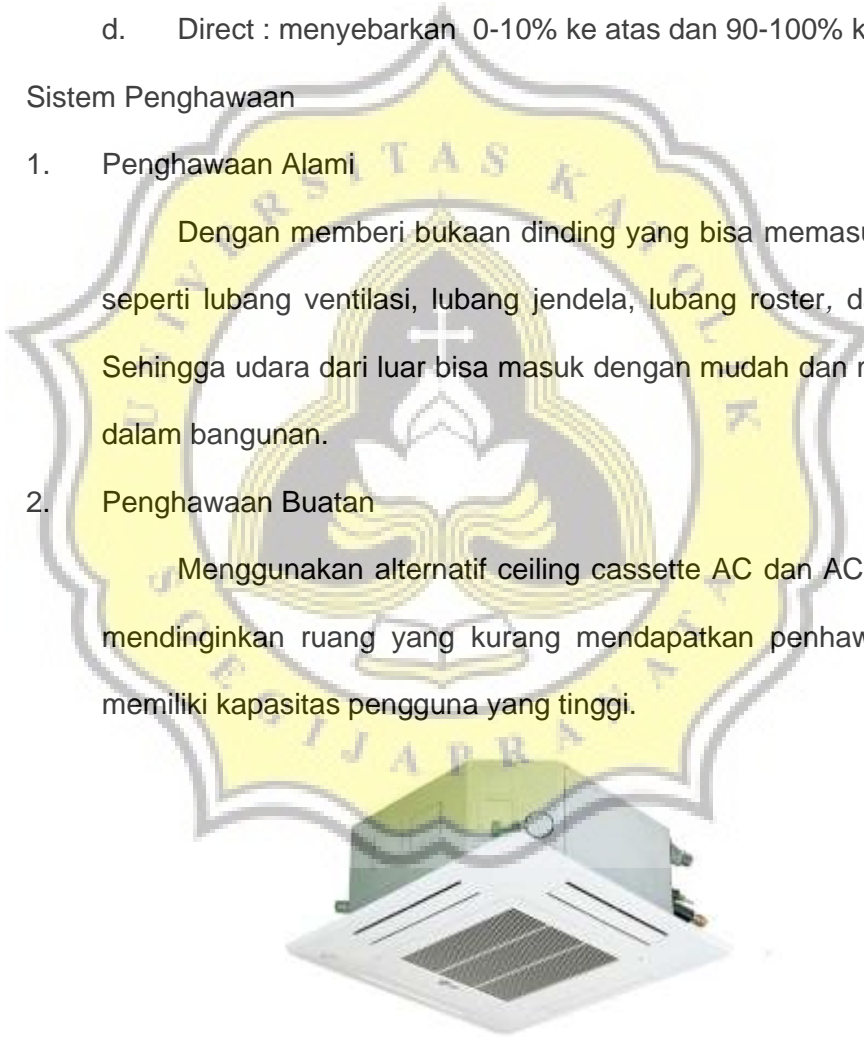 d. Direct : menyebarkan 0-10% ke atas dan 90-100% k
Sistem Penghawaan
1. Penghawaan Alami
Dengan memberi bukaan dinding yang bisa memasu
seperti lubang ventilasi, lubang jendela, lubang roster, d
Sehingga udara dari luar bisa masuk dengan mudah dan
dalam bangunan.
2. Penghawaan Buatan
Menggunakan alternatif ceiling cassette AC dan AC
mendinginkan ruang yang kurang mendapatkan penhaw
memiliki kapasitas pengguna yang tinggi.
UNIVERSITAS KATOLIK
SOEGIJAPRANATA